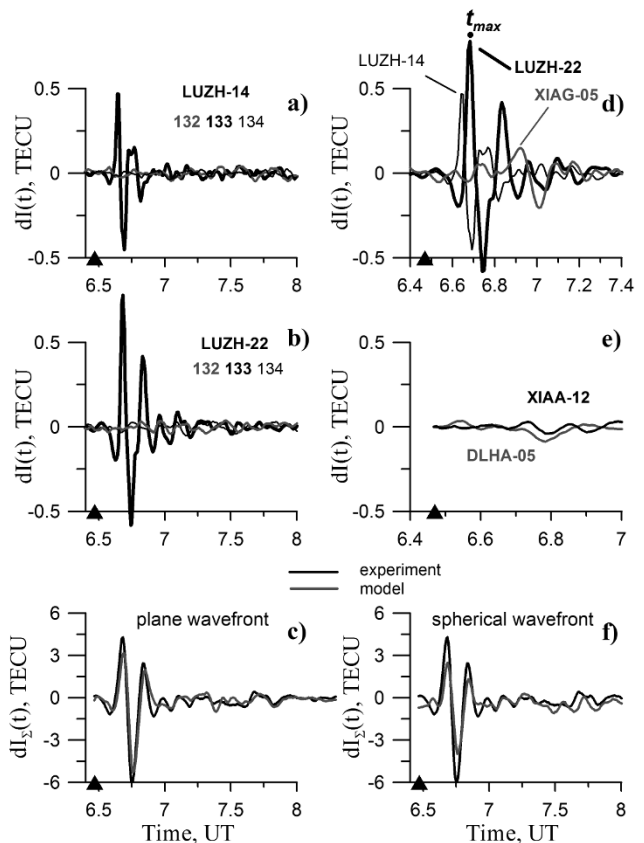 t_max
LUZH-14
LUZH-22
XIAG-05
d)
0.5
0
-0.5
dI(t), TECU
6.4 6.6 6.8 7 7.2 7.4
LUZH-14
132 133 134
a)
0.5
0
-0.5
dI(t), TECU
6.5 7 7.5 8
LUZH-22
132 133 134
b)
0.5
0
-0.5
dI(t), TECU
6.5 7 7.5 8
XIAA-12
DLHA-05
e)
0.5
0
-0.5
dI(t), TECU
6.4 6.6 6.8 7
experiment
model
plane wavefront
c)
6
3
0
-3
-6
dI_Σ(t), TECU
6.5 7 7.5 8
Time, UT
spherical wavefront
f)
6
3
0
-3
-6
dI_Σ(t), TECU
6.5 7 7.5 8
Time, UT